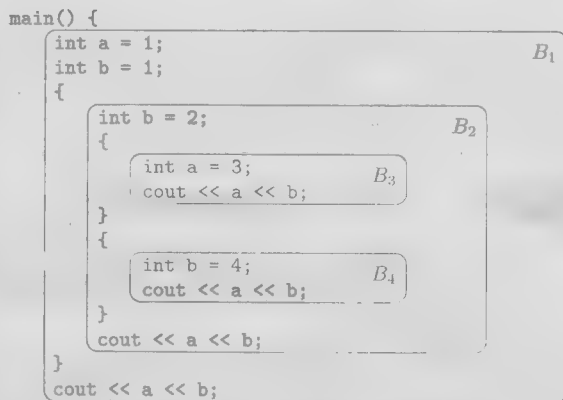 main() {
int a = 1;
int b = 1;
B₁
{
int b = 2;
B₂
{
int a = 3;
B₃
cout << a << b;
}
{
int b = 4;
B₄
cout << a << b;
}
cout << a << b;
}
cout << a << b;